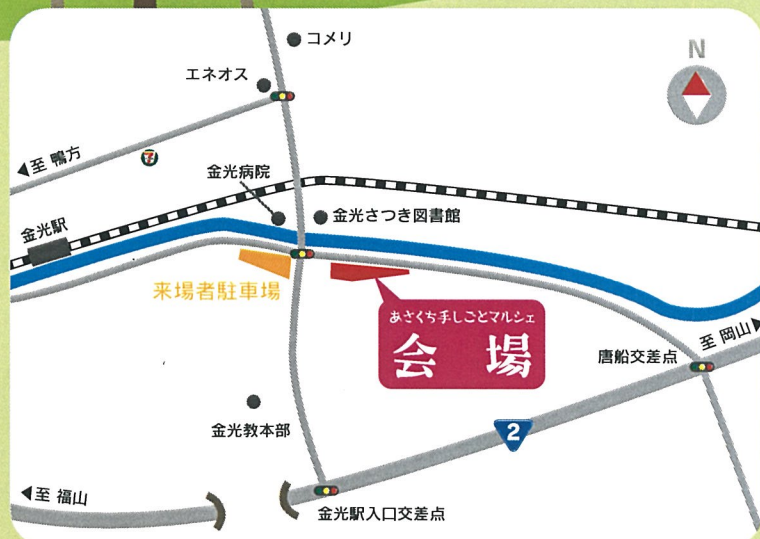 コメリ
N
エネオス
至 鴨方
7
金光病院
金光駅
金光さつき図書館
来場者駐車場
あさくち手しごとマルシェ
会 場
至 岡山
唐船交差点
金光教本部
2
至 福山
金光駅入口交差点